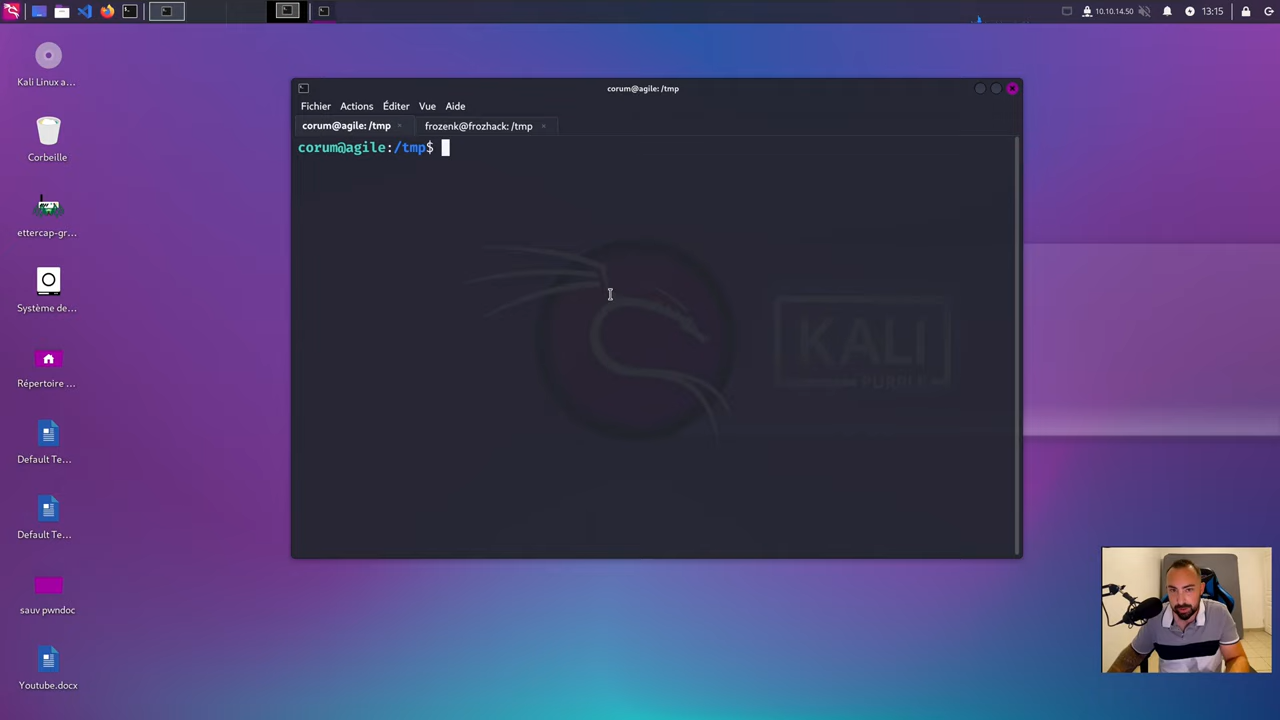 10.10.14.50
13:15
Kali Linux a...
Corbeille
ettercap-gr...
Système de...
Répertoire ...
Default Te...
Default Te...
sauv pwndoc
Youtube.docx
corum@agile: /tmp
Fichier Actions Éditer Vue Aide
corum@agile: /tmp
frozenk@frozhack: /tmp
corum@agile:/tmp$
KALI
PURPLE